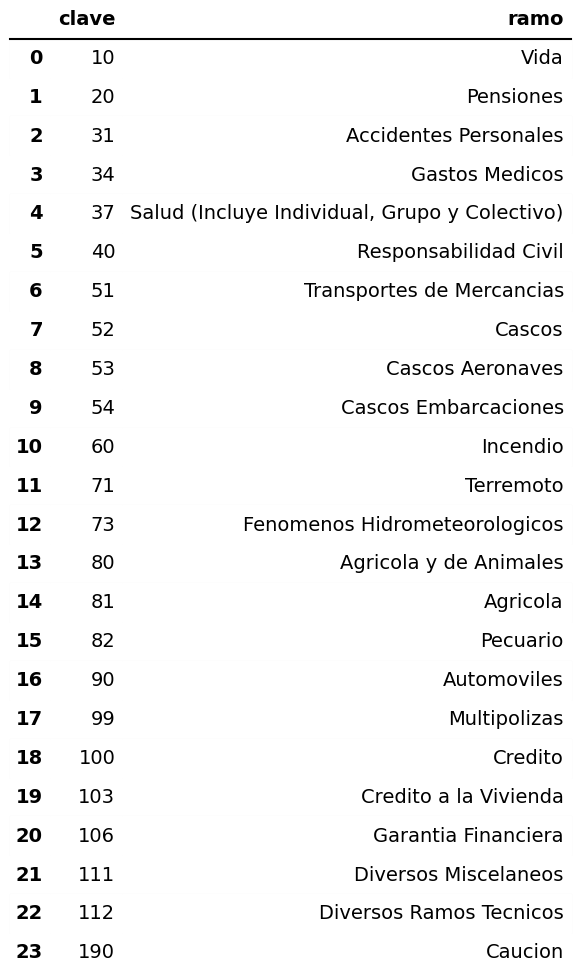 clave ramo
0 10 Vida
1 20 Pensiones
2 31 Accidentes Personales
3 34 Gastos Medicos
4 37 Salud (Incluye Individual, Grupo y Colectivo)
5 40 Responsabilidad Civil
6 51 Transportes de Mercancias
7 52 Cascos
8 53 Cascos Aeronaves
9 54 Cascos Embarcaciones
10 60 Incendio
11 71 Terremoto
12 73 Fenomenos Hidrometeorologicos
13 80 Agricola y de Animales
14 81 Agricola
15 82 Pecuario
16 90 Automoviles
17 99 Multipolizas
18 100 Credito
19 103 Credito a la Vivienda
20 106 Garantia Financiera
21 111 Diversos Miscelaneos
22 112 Diversos Ramos Tecnicos
23 190 Caucion